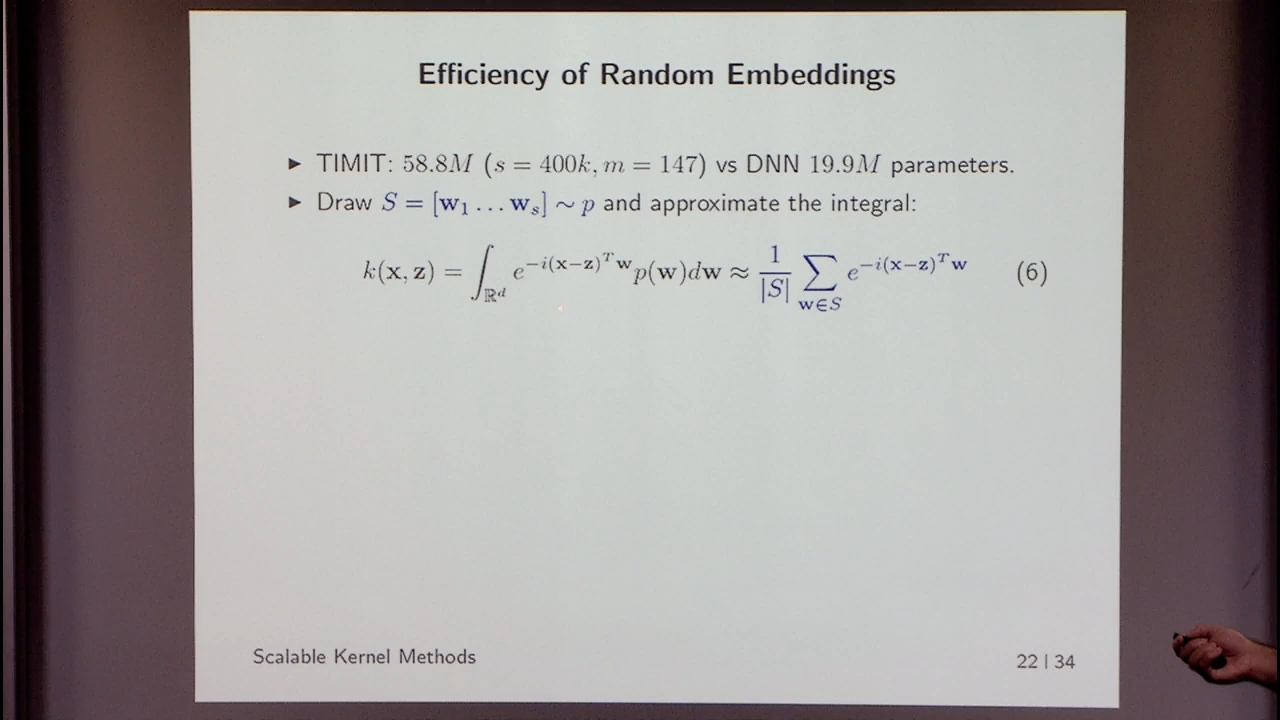 Efficiency of Random Embeddings
▶ TIMIT: 58.8M (s = 400k, m = 147) vs DNN 19.9M parameters.
▶ Draw S = [w₁ … wₛ] ∼ p and approximate the integral:
k(x, z) = ∫_{ℝ^d} e^{−i(x−z)^T w} p(w)dw ≈ \frac{1}{|S|} ∑_{w∈S} e^{−i(x−z)^T w} (6)
Scalable Kernel Methods
22 | 34